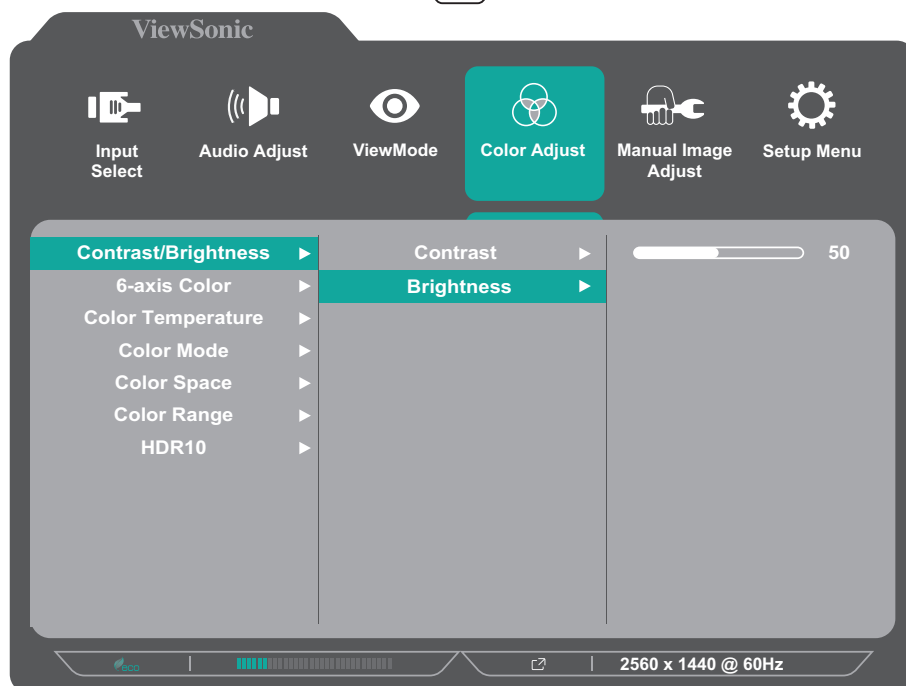 ViewSonic
Input Select
Audio Adjust
ViewMode
Color Adjust
Manual Image Adjust
Setup Menu
Contrast/Brightness
Contrast
50
6-axis Color
Brightness
Color Temperature
Color Mode
Color Space
Color Range
HDR10
eco
2560 x 1440 @ 60Hz